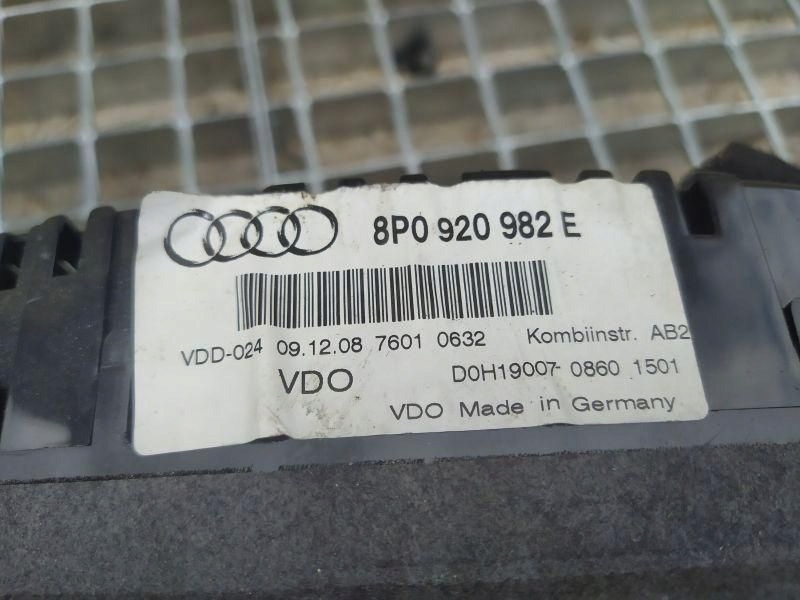 8P0 920 982 E
VDD-024 09.12.08 7601 0632 Kombiinstr. AB2
VDO D0H19007-0860 1501
VDO Made in Germany